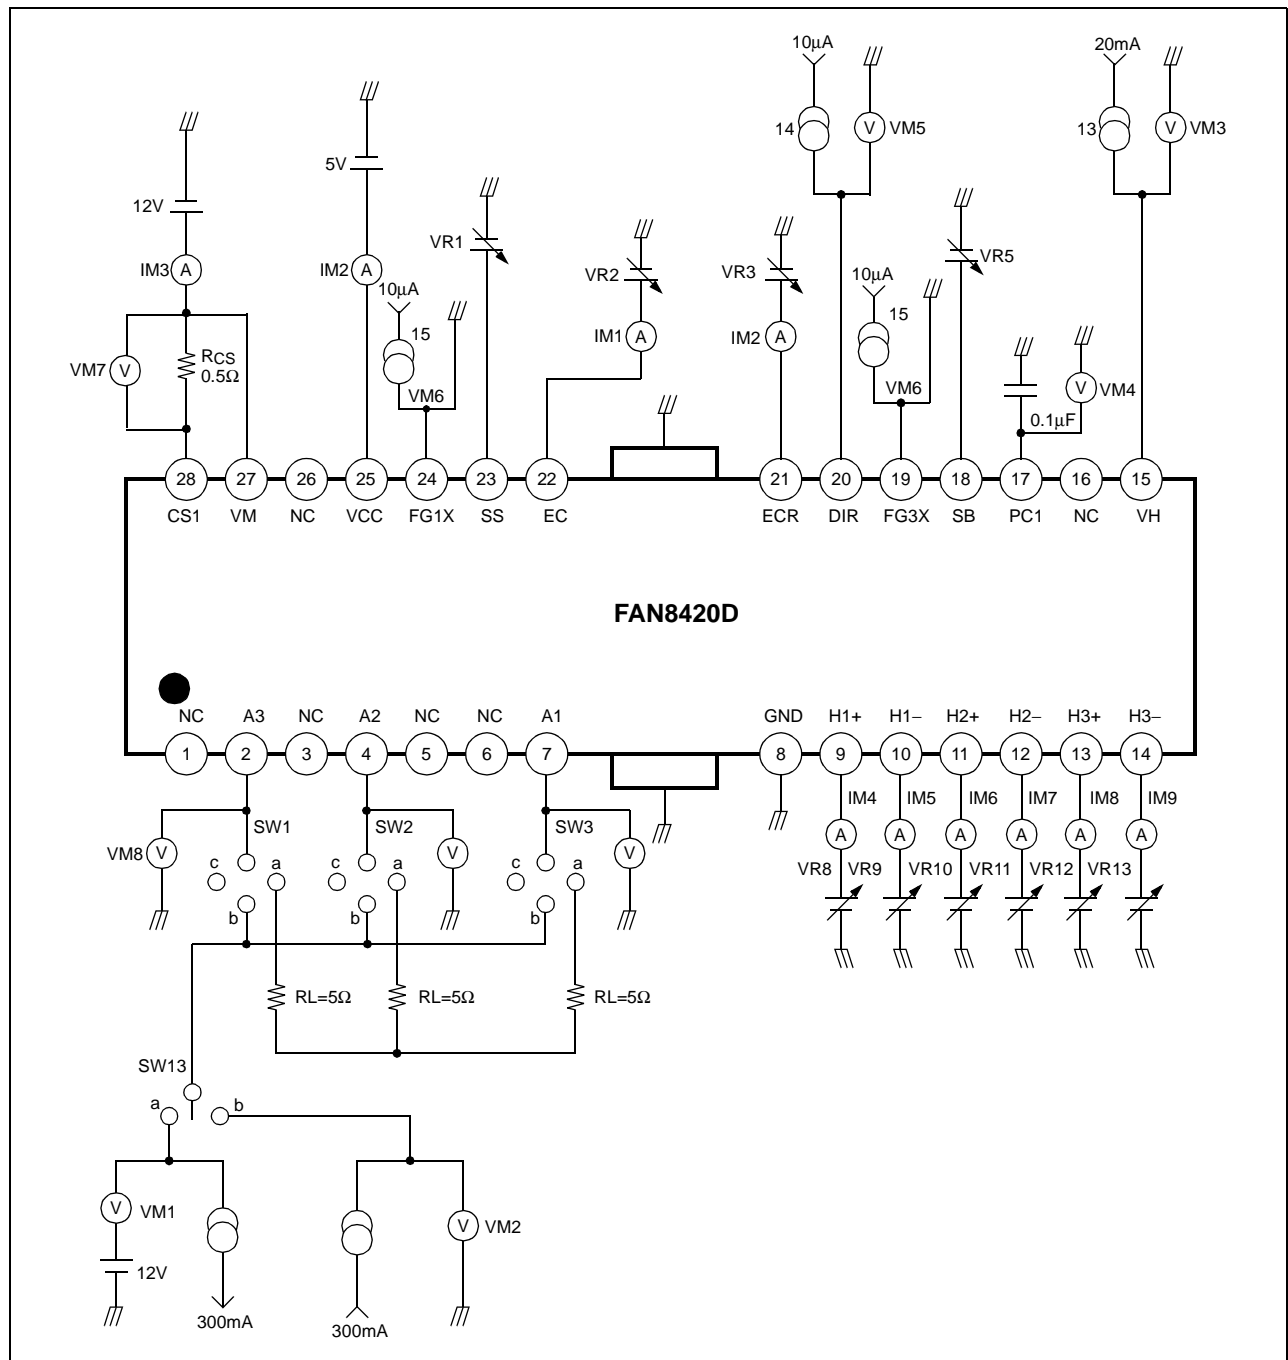 10µA
20mA
14
V
VM5
13
V
VM3
5V
12V
VR1
VR2
VR3
VR5
IM3
A
IM2
A
10µA
10µA
15
15
IM1
A
IM2
A
VM7
V
RCS
0.5Ω
VM6
VM6
V
VM4
0.1µF
28
27
26
25
24
23
22
21
20
19
18
17
16
15
CS1
VM
NC
VCC
FG1X
SS
EC
ECR
DIR
FG3X
SB
PC1
NC
VH
FAN8420D
NC
A3
NC
A2
NC
NC
A1
GND
H1+
H1−
H2+
H2−
H3+
H3−
1
2
3
4
5
6
7
8
9
10
11
12
13
14
IM4
IM5
IM6
IM7
IM8
IM9
SW1
SW2
SW3
A
A
A
A
A
A
VM8
V
c
a
c
a
V
c
a
V
VR8
VR9
VR10
VR11
VR12
VR13
b
b
b
RL=5Ω
RL=5Ω
RL=5Ω
SW13
a
b
V
VM1
V
VM2
12V
300mA
300mA